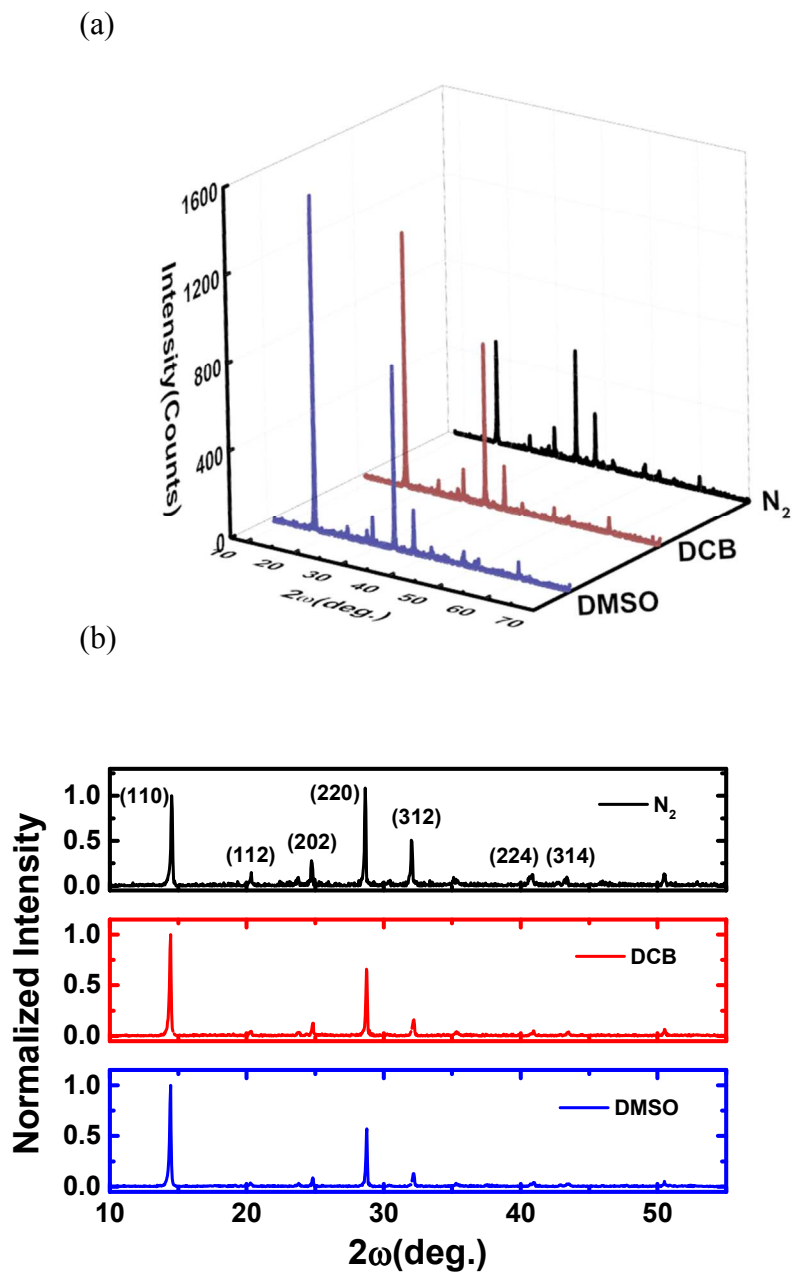 (a)
1600
1200
800
400
0
Intensity(Counts)
10 20 30 40 50 60 70
2ω(deg.)
N₂
DCB
DMSO
(b)
Normalized Intensity
1.0
0.5
0.0
(110)
(112)
(202)
(220)
(312)
(224)
(314)
N₂
1.0
0.5
0.0
DCB
1.0
0.5
0.0
DMSO
10 20 30 40 50
2ω(deg.)